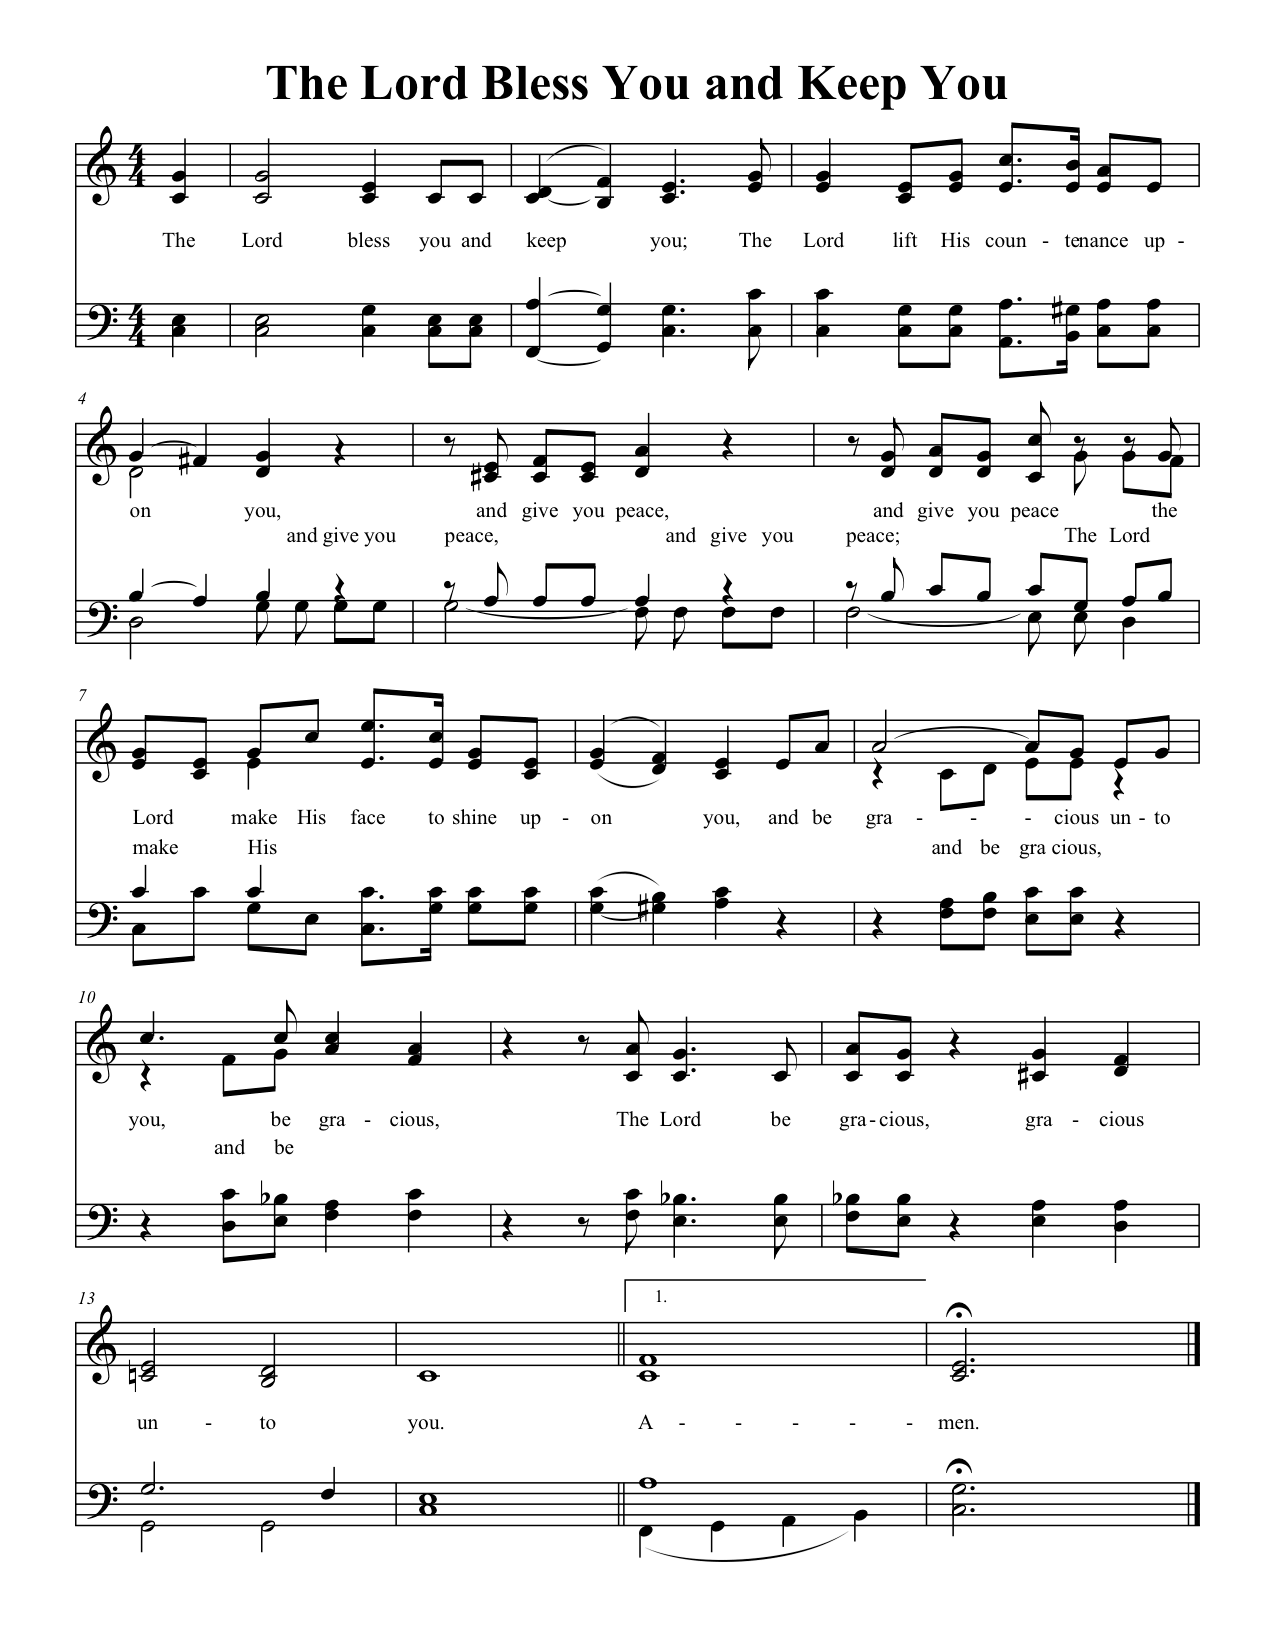 The Lord Bless You and Keep You
The Lord bless you and keep you; The Lord lift His coun - tenance up -
4
on you, and give you peace, and give you peace the
and give you peace, and give you peace; The Lord
7
Lord make His face to shine up - on you, and be gra - - - cious un - to
make His and be gra cious,
10
you, be gra - cious, The Lord be gra - cious, gra - cious
and be
13
1.
un - to you. A - - - - - men.